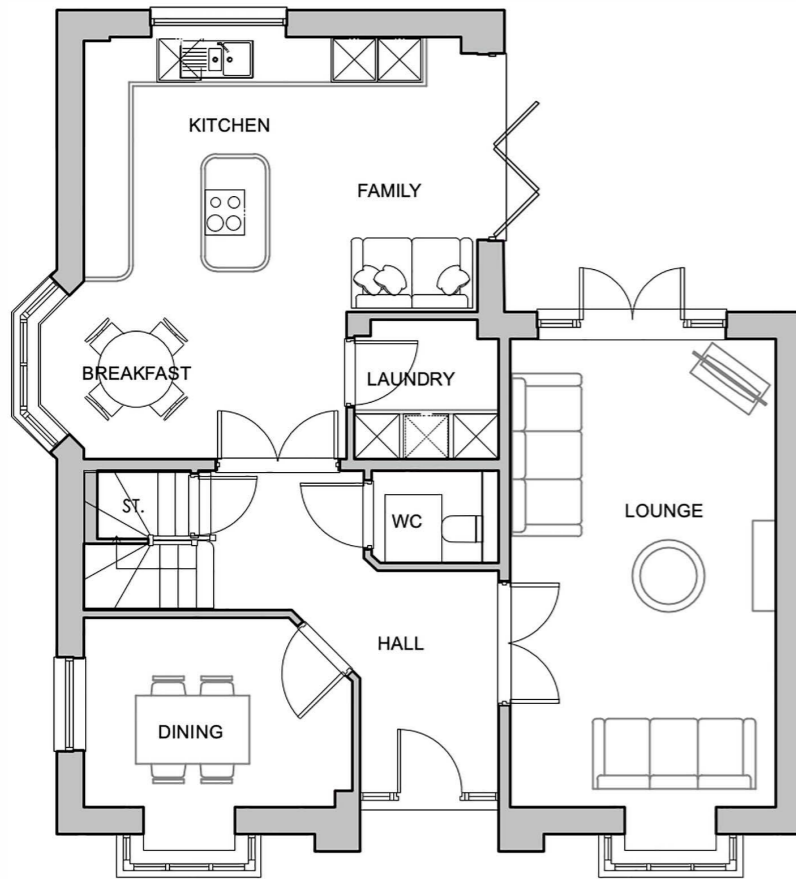 KITCHEN
FAMILY
BREAKFAST
LAUNDRY
ST.
WC
LOUNGE
HALL
DINING